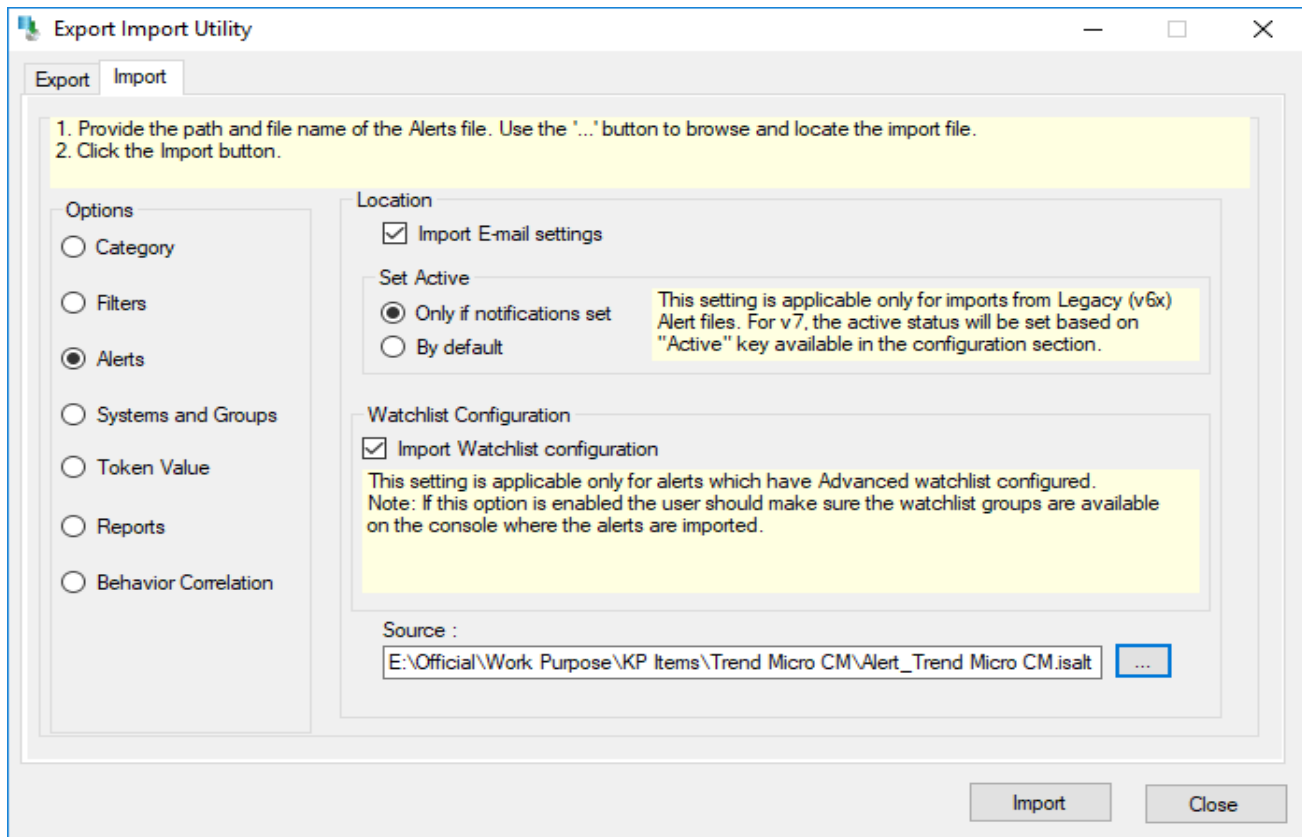 Export Import Utility
Export
Import
1. Provide the path and file name of the Alerts file. Use the '...' button to browse and locate the import file.
2. Click the Import button.
Options
Category
Filters
Alerts
Systems and Groups
Token Value
Reports
Behavior Correlation
Location
Import E-mail settings
Set Active
Only if notifications set
By default
This setting is applicable only for imports from Legacy (v6x)
Alert files. For v7, the active status will be set based on
"Active" key available in the configuration section.
Watchlist Configuration
Import Watchlist configuration
This setting is applicable only for alerts which have Advanced watchlist configured.
Note: If this option is enabled the user should make sure the watchlist groups are available
on the console where the alerts are imported.
Source :
E:\Official\Work Purpose\KP Items\Trend Micro CM\Alert_Trend Micro CM.isalt
...
Import
Close